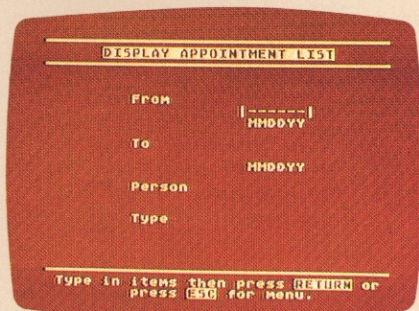 DISPLAY APPOINTMENT LIST
From
|------|
MMDDYY
To
MMDDYY
Person
Type
Type in items then press RETURN or
press ESC for menu.